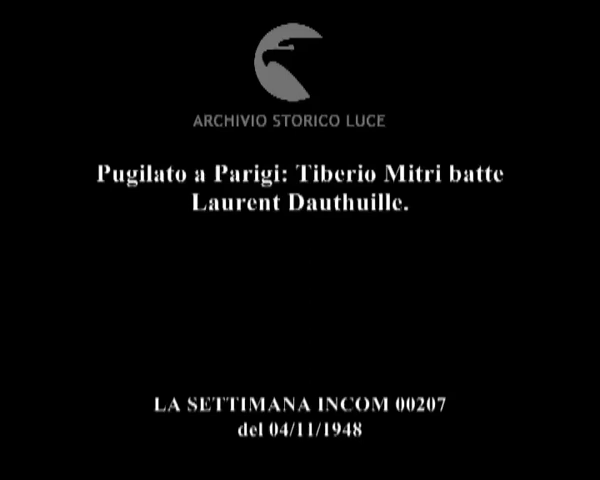 ARCHIVIO STORICO LUCE
Pugilato a Parigi: Tiberio Mitri batte
Laurent Dauthuille.
LA SETTIMANA INCOM 00207
del 04/11/1948